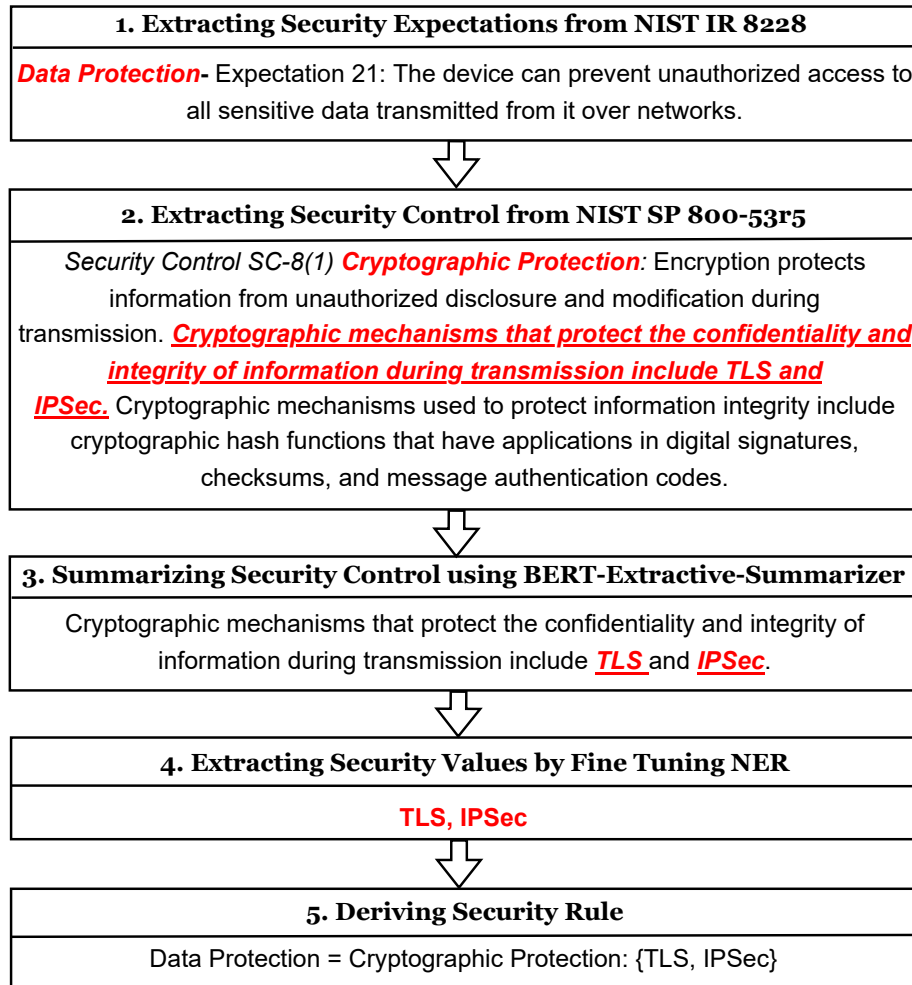 1. Extracting Security Expectations from NIST IR 8228
Data Protection- Expectation 21: The device can prevent unauthorized access to
all sensitive data transmitted from it over networks.
2. Extracting Security Control from NIST SP 800-53r5
Security Control SC-8(1) Cryptographic Protection: Encryption protects
information from unauthorized disclosure and modification during
transmission. Cryptographic mechanisms that protect the confidentiality and
integrity of information during transmission include TLS and
IPSec. Cryptographic mechanisms used to protect information integrity include
cryptographic hash functions that have applications in digital signatures,
checksums, and message authentication codes.
3. Summarizing Security Control using BERT-Extractive-Summarizer
Cryptographic mechanisms that protect the confidentiality and integrity of
information during transmission include TLS and IPSec.
4. Extracting Security Values by Fine Tuning NER
TLS, IPSec
5. Deriving Security Rule
Data Protection = Cryptographic Protection: {TLS, IPSec}